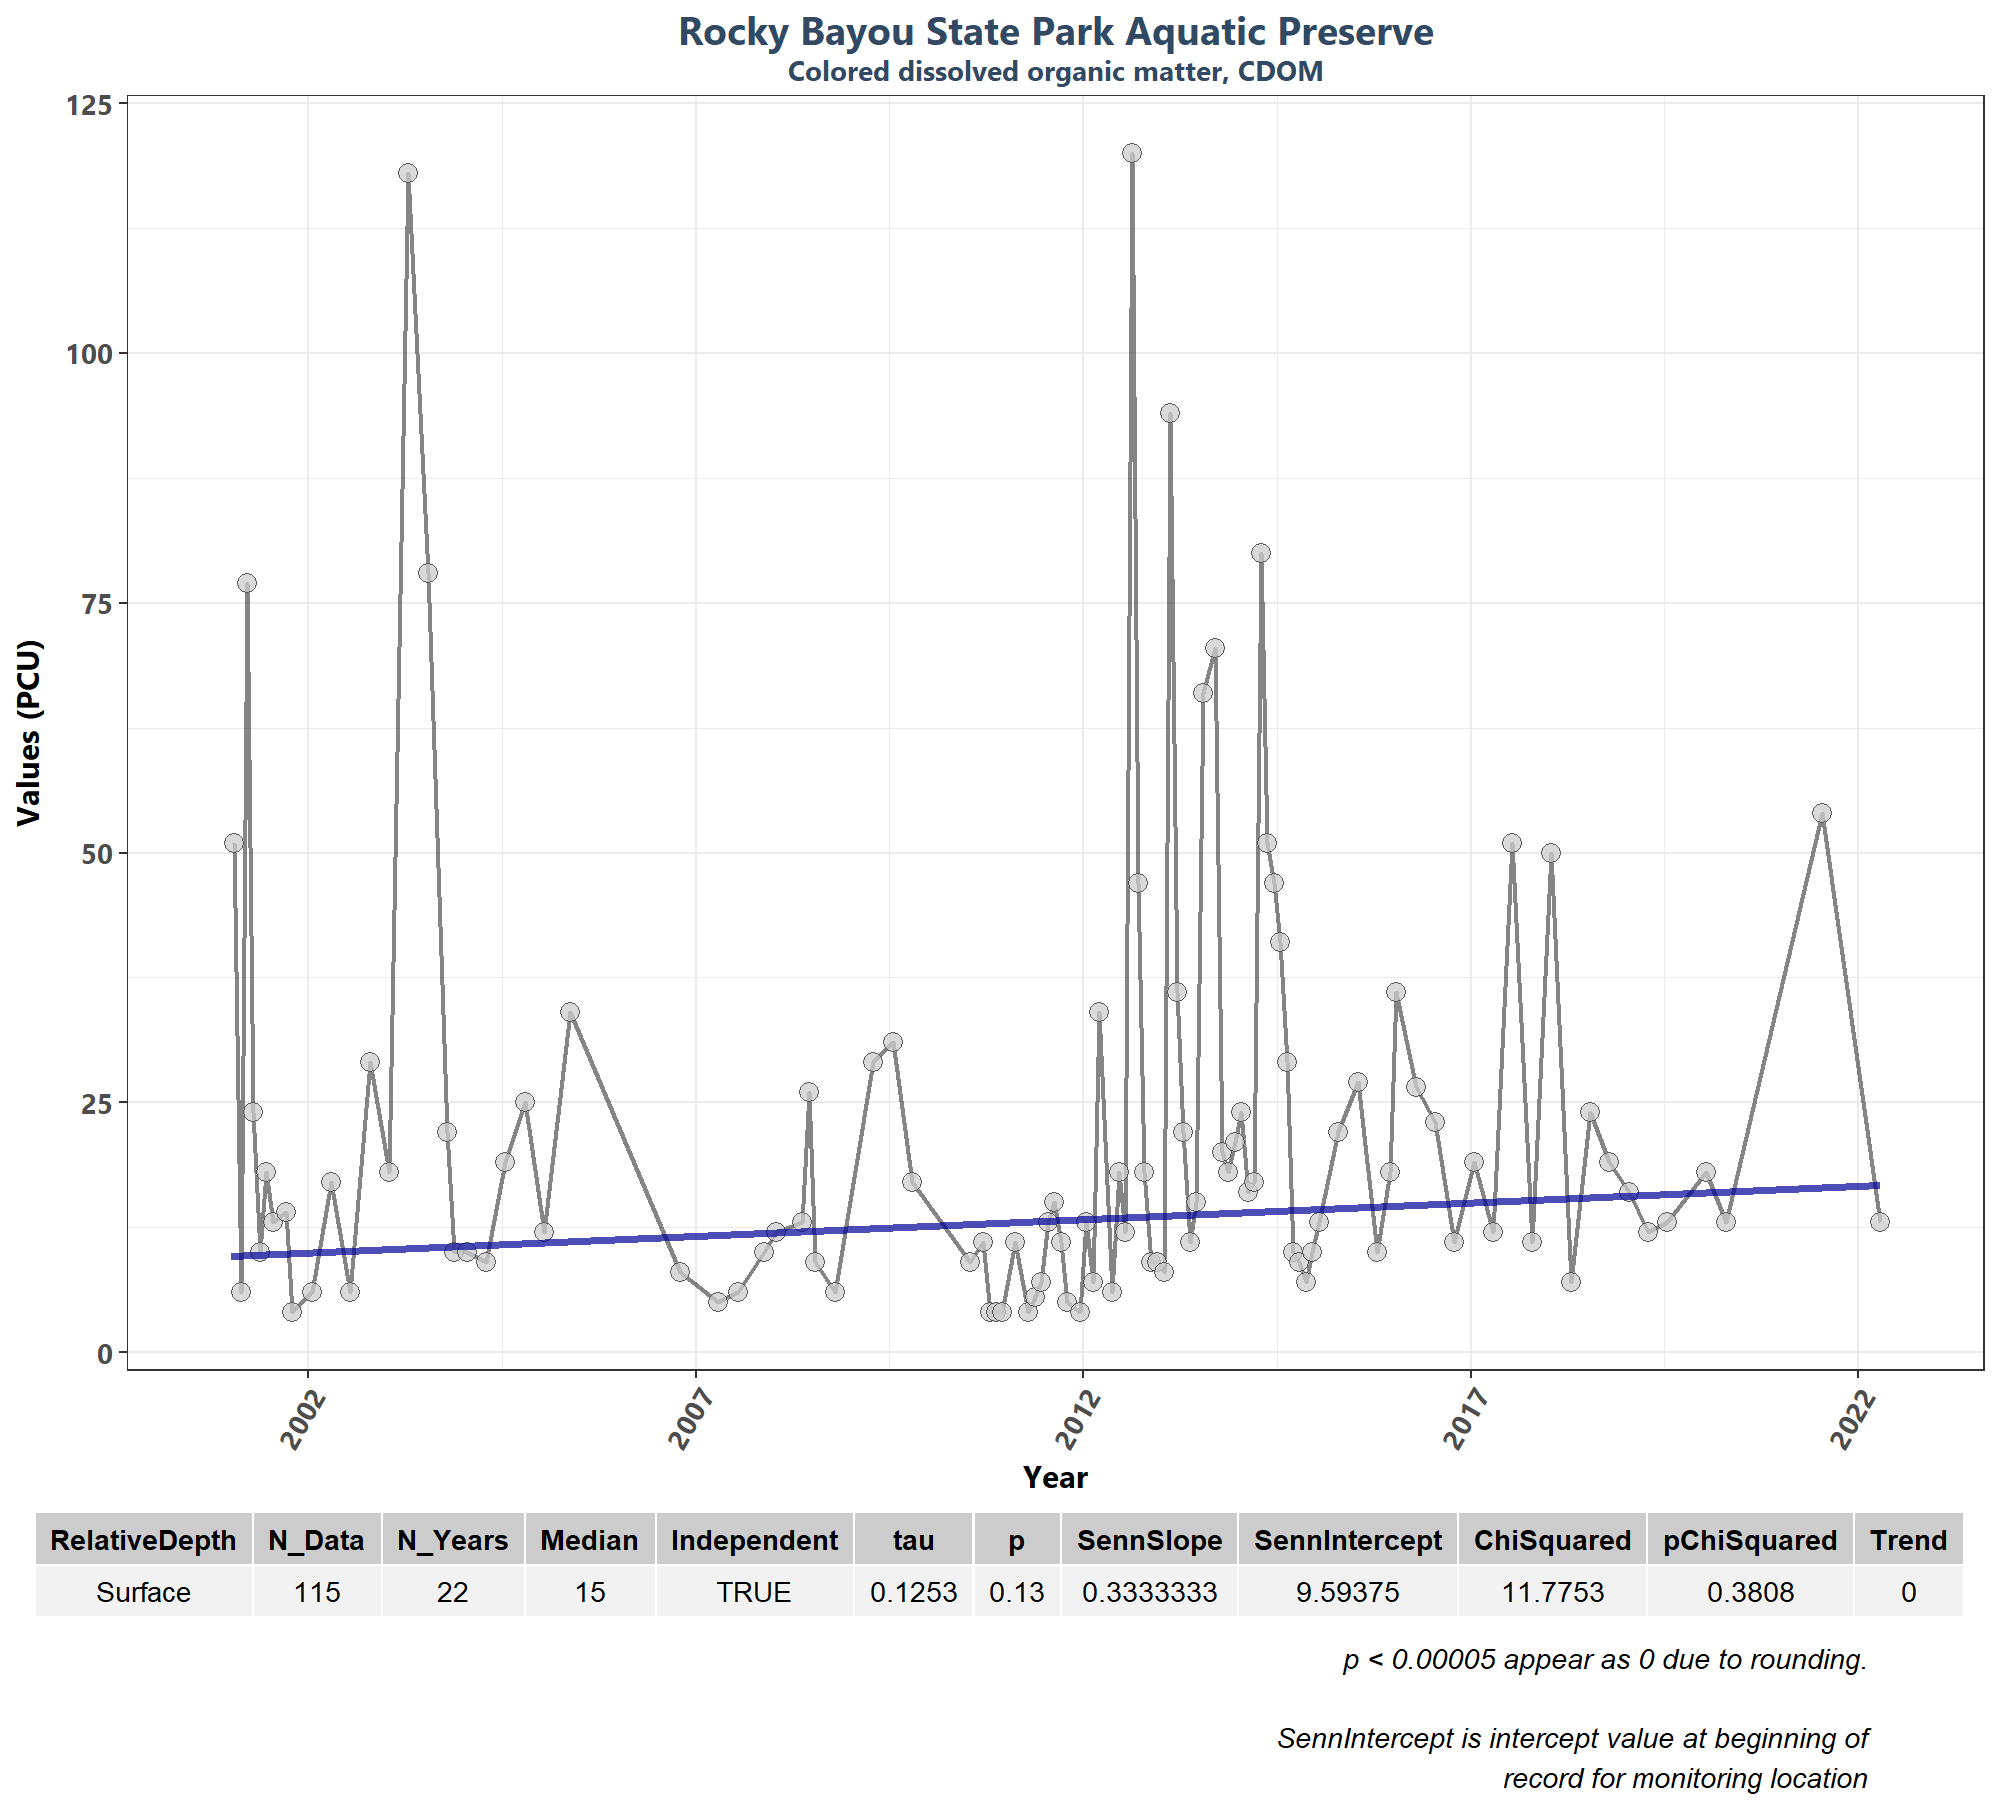 Rocky Bayou State Park Aquatic Preserve
Colored dissolved organic matter, CDOM
125
100
75
50
25
0
Values (PCU)
2002 2007 2012 2017 2022
Year
RelativeDepth N_Data N_Years Median Independent tau p SennSlope SennIntercept ChiSquared pChiSquared Trend
Surface 115 22 15 TRUE 0.1253 0.13 0.3333333 9.59375 11.7753 0.3808 0
p < 0.00005 appear as 0 due to rounding.
SennIntercept is intercept value at beginning of
record for monitoring location